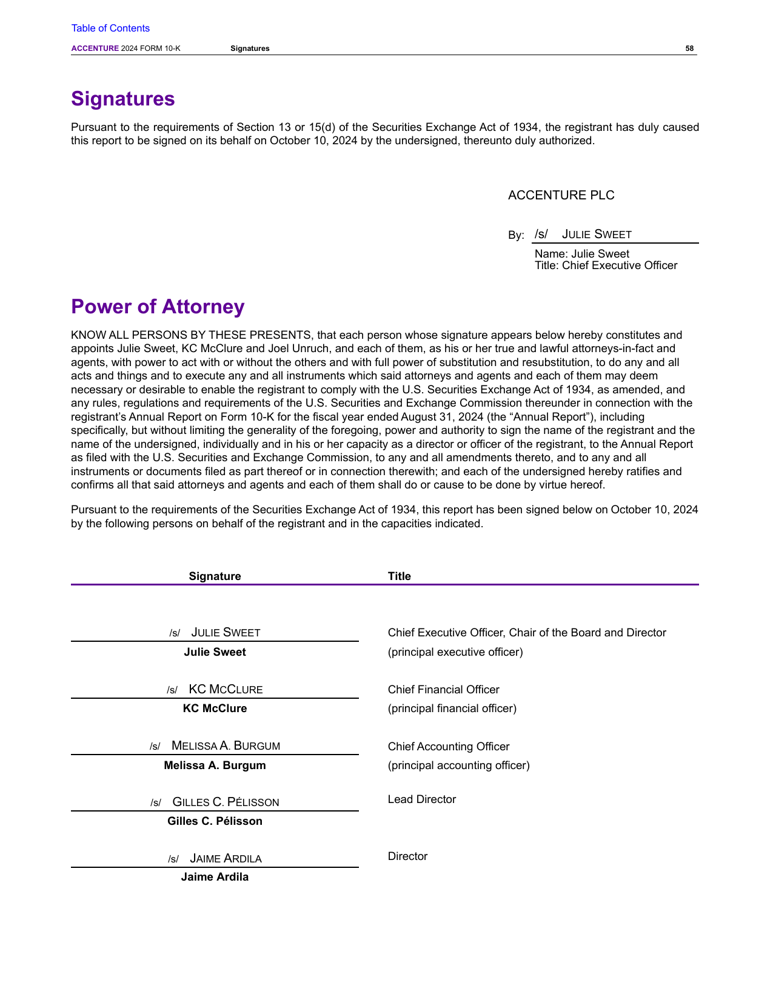 Table of Contents
ACCENTURE 2024 FORM 10-K Signatures 58
Signatures
Pursuant to the requirements of Section 13 or 15(d) of the Securities Exchange Act of 1934, the registrant has duly caused
this report to be signed on its behalf on October 10, 2024 by the undersigned, thereunto duly authorized.
ACCENTURE PLC
By: /s/ JULIE SWEET
Name: Julie Sweet
Title: Chief Executive Officer
Power of Attorney
KNOW ALL PERSONS BY THESE PRESENTS, that each person whose signature appears below hereby constitutes and
appoints Julie Sweet, KC McClure and Joel Unruch, and each of them, as his or her true and lawful attorneys-in-fact and
agents, with power to act with or without the others and with full power of substitution and resubstitution, to do any and all
acts and things and to execute any and all instruments which said attorneys and agents and each of them may deem
necessary or desirable to enable the registrant to comply with the U.S. Securities Exchange Act of 1934, as amended, and
any rules, regulations and requirements of the U.S. Securities and Exchange Commission thereunder in connection with the
registrant's Annual Report on Form 10-K for the fiscal year ended August 31, 2024 (the “Annual Report”), including
specifically, but without limiting the generality of the foregoing, power and authority to sign the name of the registrant and the
name of the undersigned, individually and in his or her capacity as a director or officer of the registrant, to the Annual Report
as filed with the U.S. Securities and Exchange Commission, to any and all amendments thereto, and to any and all
instruments or documents filed as part thereof or in connection therewith; and each of the undersigned hereby ratifies and
confirms all that said attorneys and agents and each of them shall do or cause to be done by virtue hereof.
Pursuant to the requirements of the Securities Exchange Act of 1934, this report has been signed below on October 10, 2024
by the following persons on behalf of the registrant and in the capacities indicated.
Signature Title
/s/ JULIE SWEET Chief Executive Officer, Chair of the Board and Director
Julie Sweet (principal executive officer)
/s/ KC MCCLURE Chief Financial Officer
KC McClure (principal financial officer)
/s/ MELISSA A. BURGUM Chief Accounting Officer
Melissa A. Burgum (principal accounting officer)
/s/ GILLES C. PÉLISSON Lead Director
Gilles C. Pélisson
/s/ JAIME ARDILA Director
Jaime Ardila